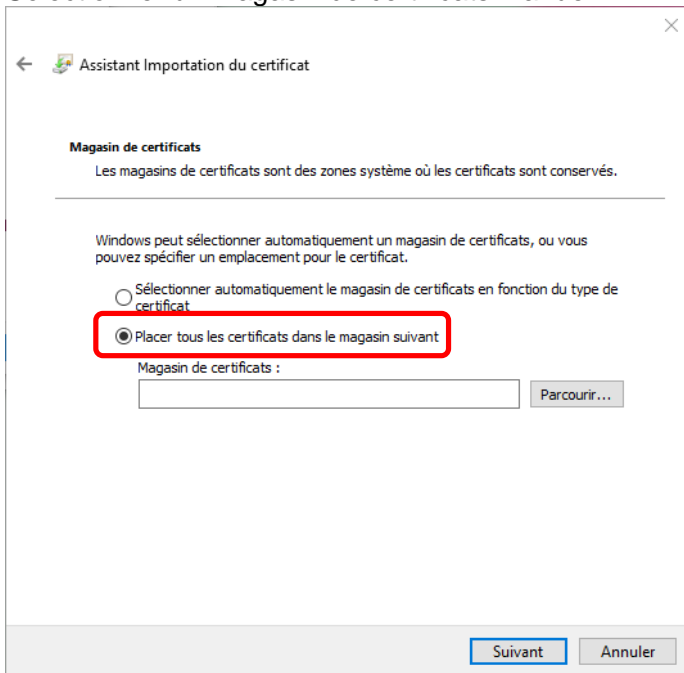 Assistant Importation du certificat
Magasin de certificats
Les magasins de certificats sont des zones système où les certificats sont conservés.
Windows peut sélectionner automatiquement un magasin de certificats, ou vous
pouvez spécifier un emplacement pour le certificat.
Sélectionner automatiquement le magasin de certificats en fonction du type de
certificat
Placer tous les certificats dans le magasin suivant
Magasin de certificats :
Parcourir...
Suivant
Annuler